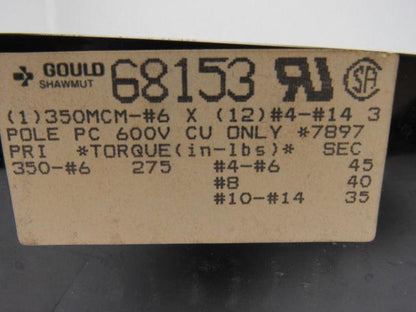 GOULD 68153
SHAWMUT
(1)350MCM-#6 X (12)#4-#14 3
POLE PC 600V CU ONLY *7897
PRI *TORQUE(in-lbs)* SEC
350-#6 275 #4-#6 45
#8 40
#10-#14 35